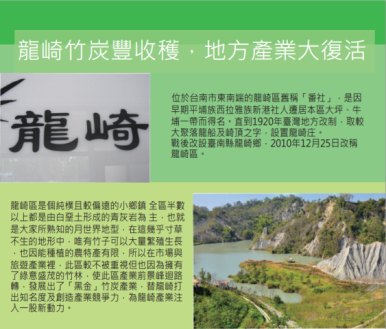 龍崎竹炭豐收穫，地方產業大復活
龍崎
位於台南市東南端的龍崎區舊稱「番社」，是因
早期平埔族西拉雅族新港社人遷居本區大坪、牛
埔一帶而得名。直到1920年臺灣地方改制，取較
大聚落龍船及崎頂之字，設置龍崎庄。
戰後改設臺南縣龍崎鄉，2010年12月25日改稱
龍崎區。
龍崎區是個純樸且較偏遠的小鄉鎮 全區半數
以上都是由白堊土形成的青灰岩為主，也就
是大家所熟知的月世界地型，在這幾乎寸草
不生的地形中，唯有竹子可以大量繁殖生長
，也因能種植的農特產有限，所以在市場與
旅遊產業裡，此區較不被重視但也因為擁有
了綠意盛茂的竹林，使此區產業前景峰迴路
轉，發展出了「黑金」竹炭產業，替龍崎打
出知名度及創造產業競爭力，為龍崎產業注
入一股新動力。